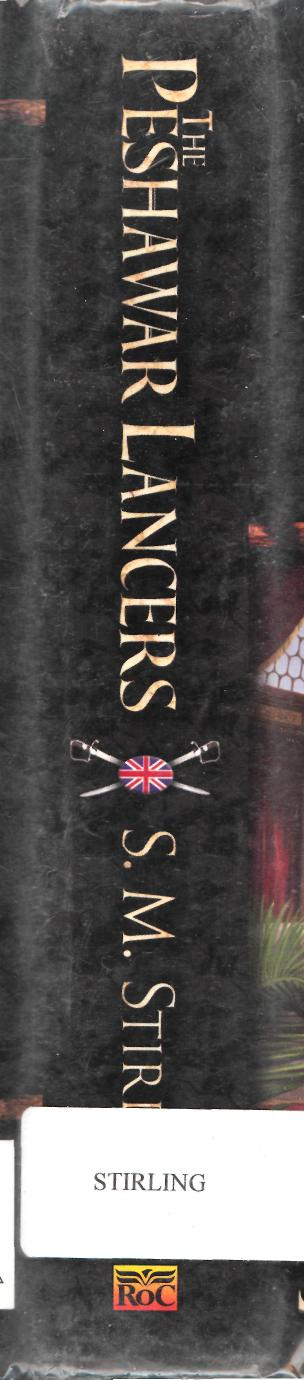 THE
PESHAWAR LANCERS
S. M. STIR
STIRLING
ROC